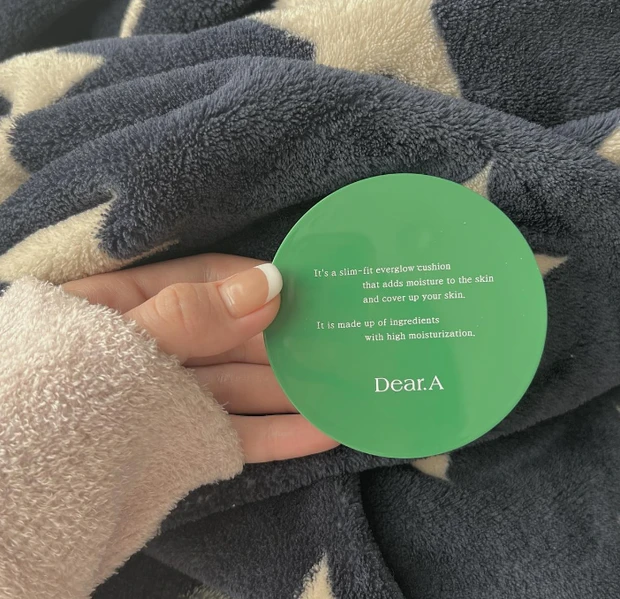 It's a slim-fit everglow cushion
that adds moisture to the skin
and cover up your skin.
It is made up of ingredients
with high moisturization.
Dear.A